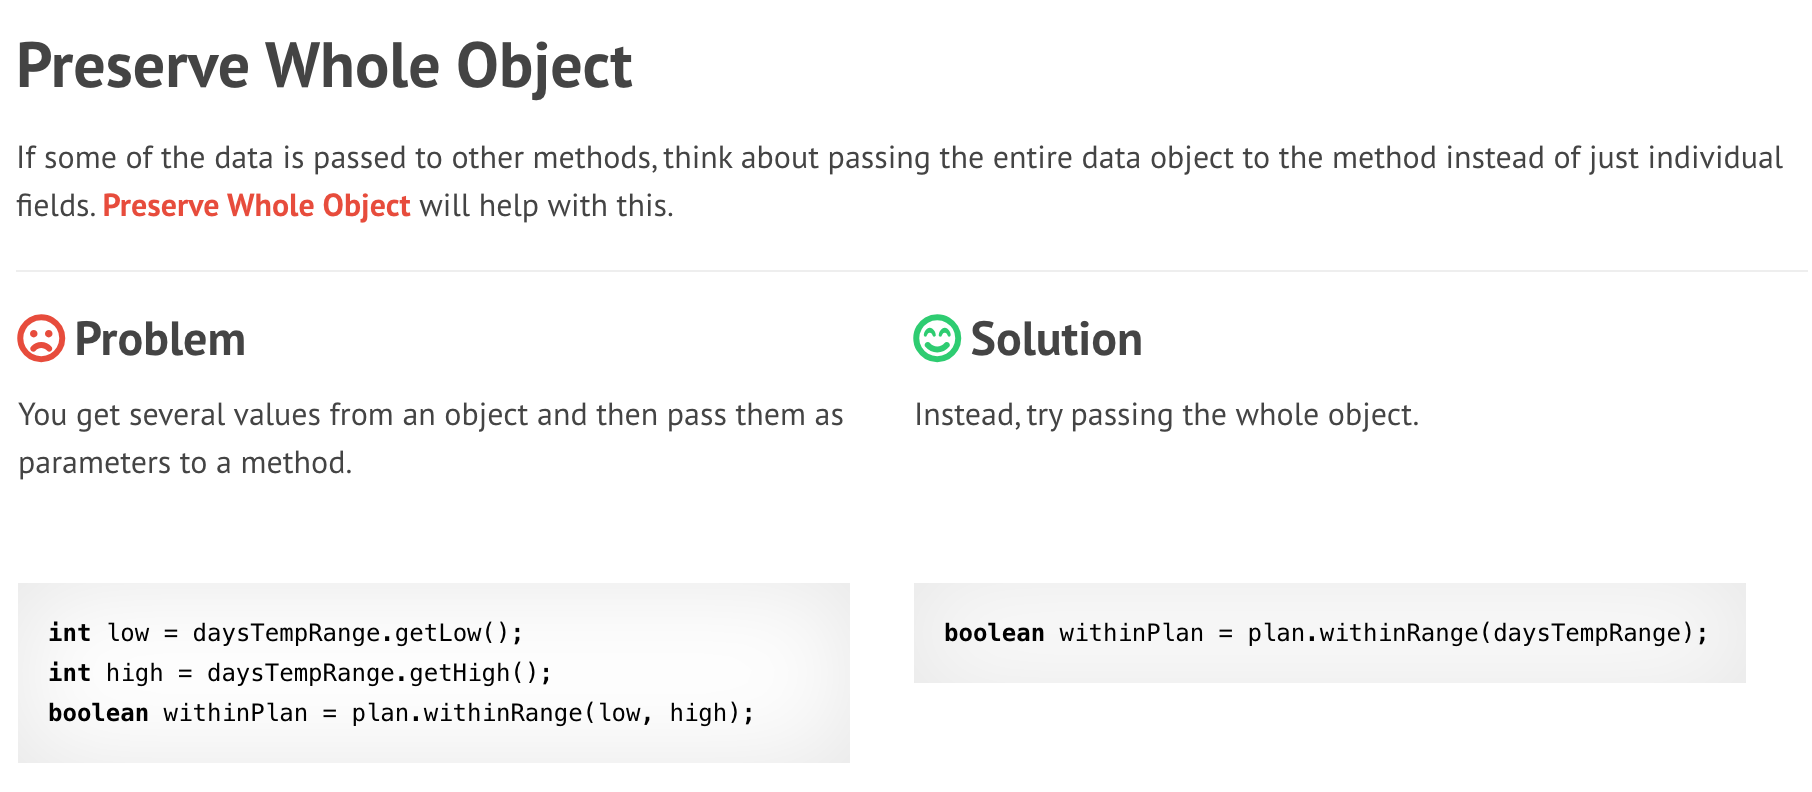 Preserve Whole Object
If some of the data is passed to other methods, think about passing the entire data object to the method instead of just individual
fields. Preserve Whole Object will help with this.
Problem
You get several values from an object and then pass them as
parameters to a method.
int low = daysTempRange.getLow();
int high = daysTempRange.getHigh();
boolean withinPlan = plan.withinRange(low, high);
Solution
Instead, try passing the whole object.
boolean withinPlan = plan.withinRange(daysTempRange);